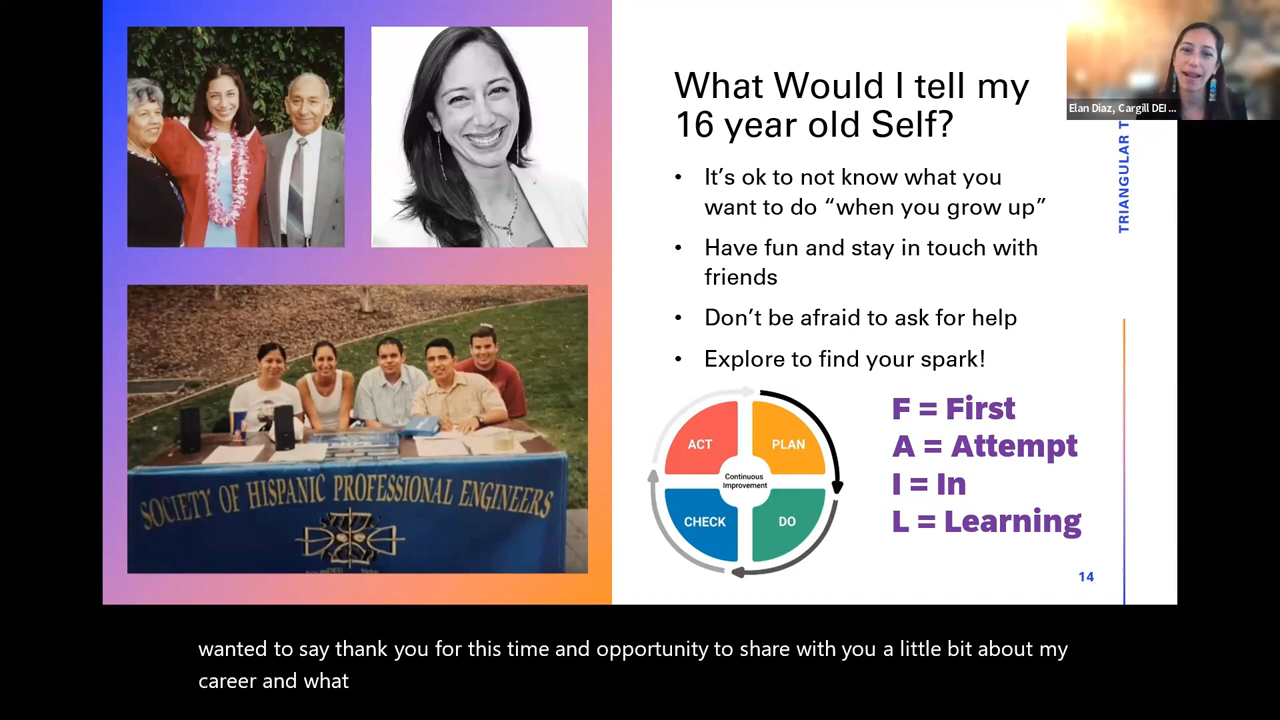 What Would I tell my
16 year old Self?
• It’s ok to not know what you
want to do “when you grow up”
• Have fun and stay in touch with
friends
• Don’t be afraid to ask for help
• Explore to find your spark!
ACT
PLAN
Continuous
Improvement
CHECK
DO
F = First
A = Attempt
I = In
L = Learning
14
TRIANGULAR T
Elan Diaz, Cargill DEI ...
SOCIETY OF HISPANIC PROFESSIONAL ENGINEERS
wanted to say thank you for this time and opportunity to share with you a little bit about my
career and what